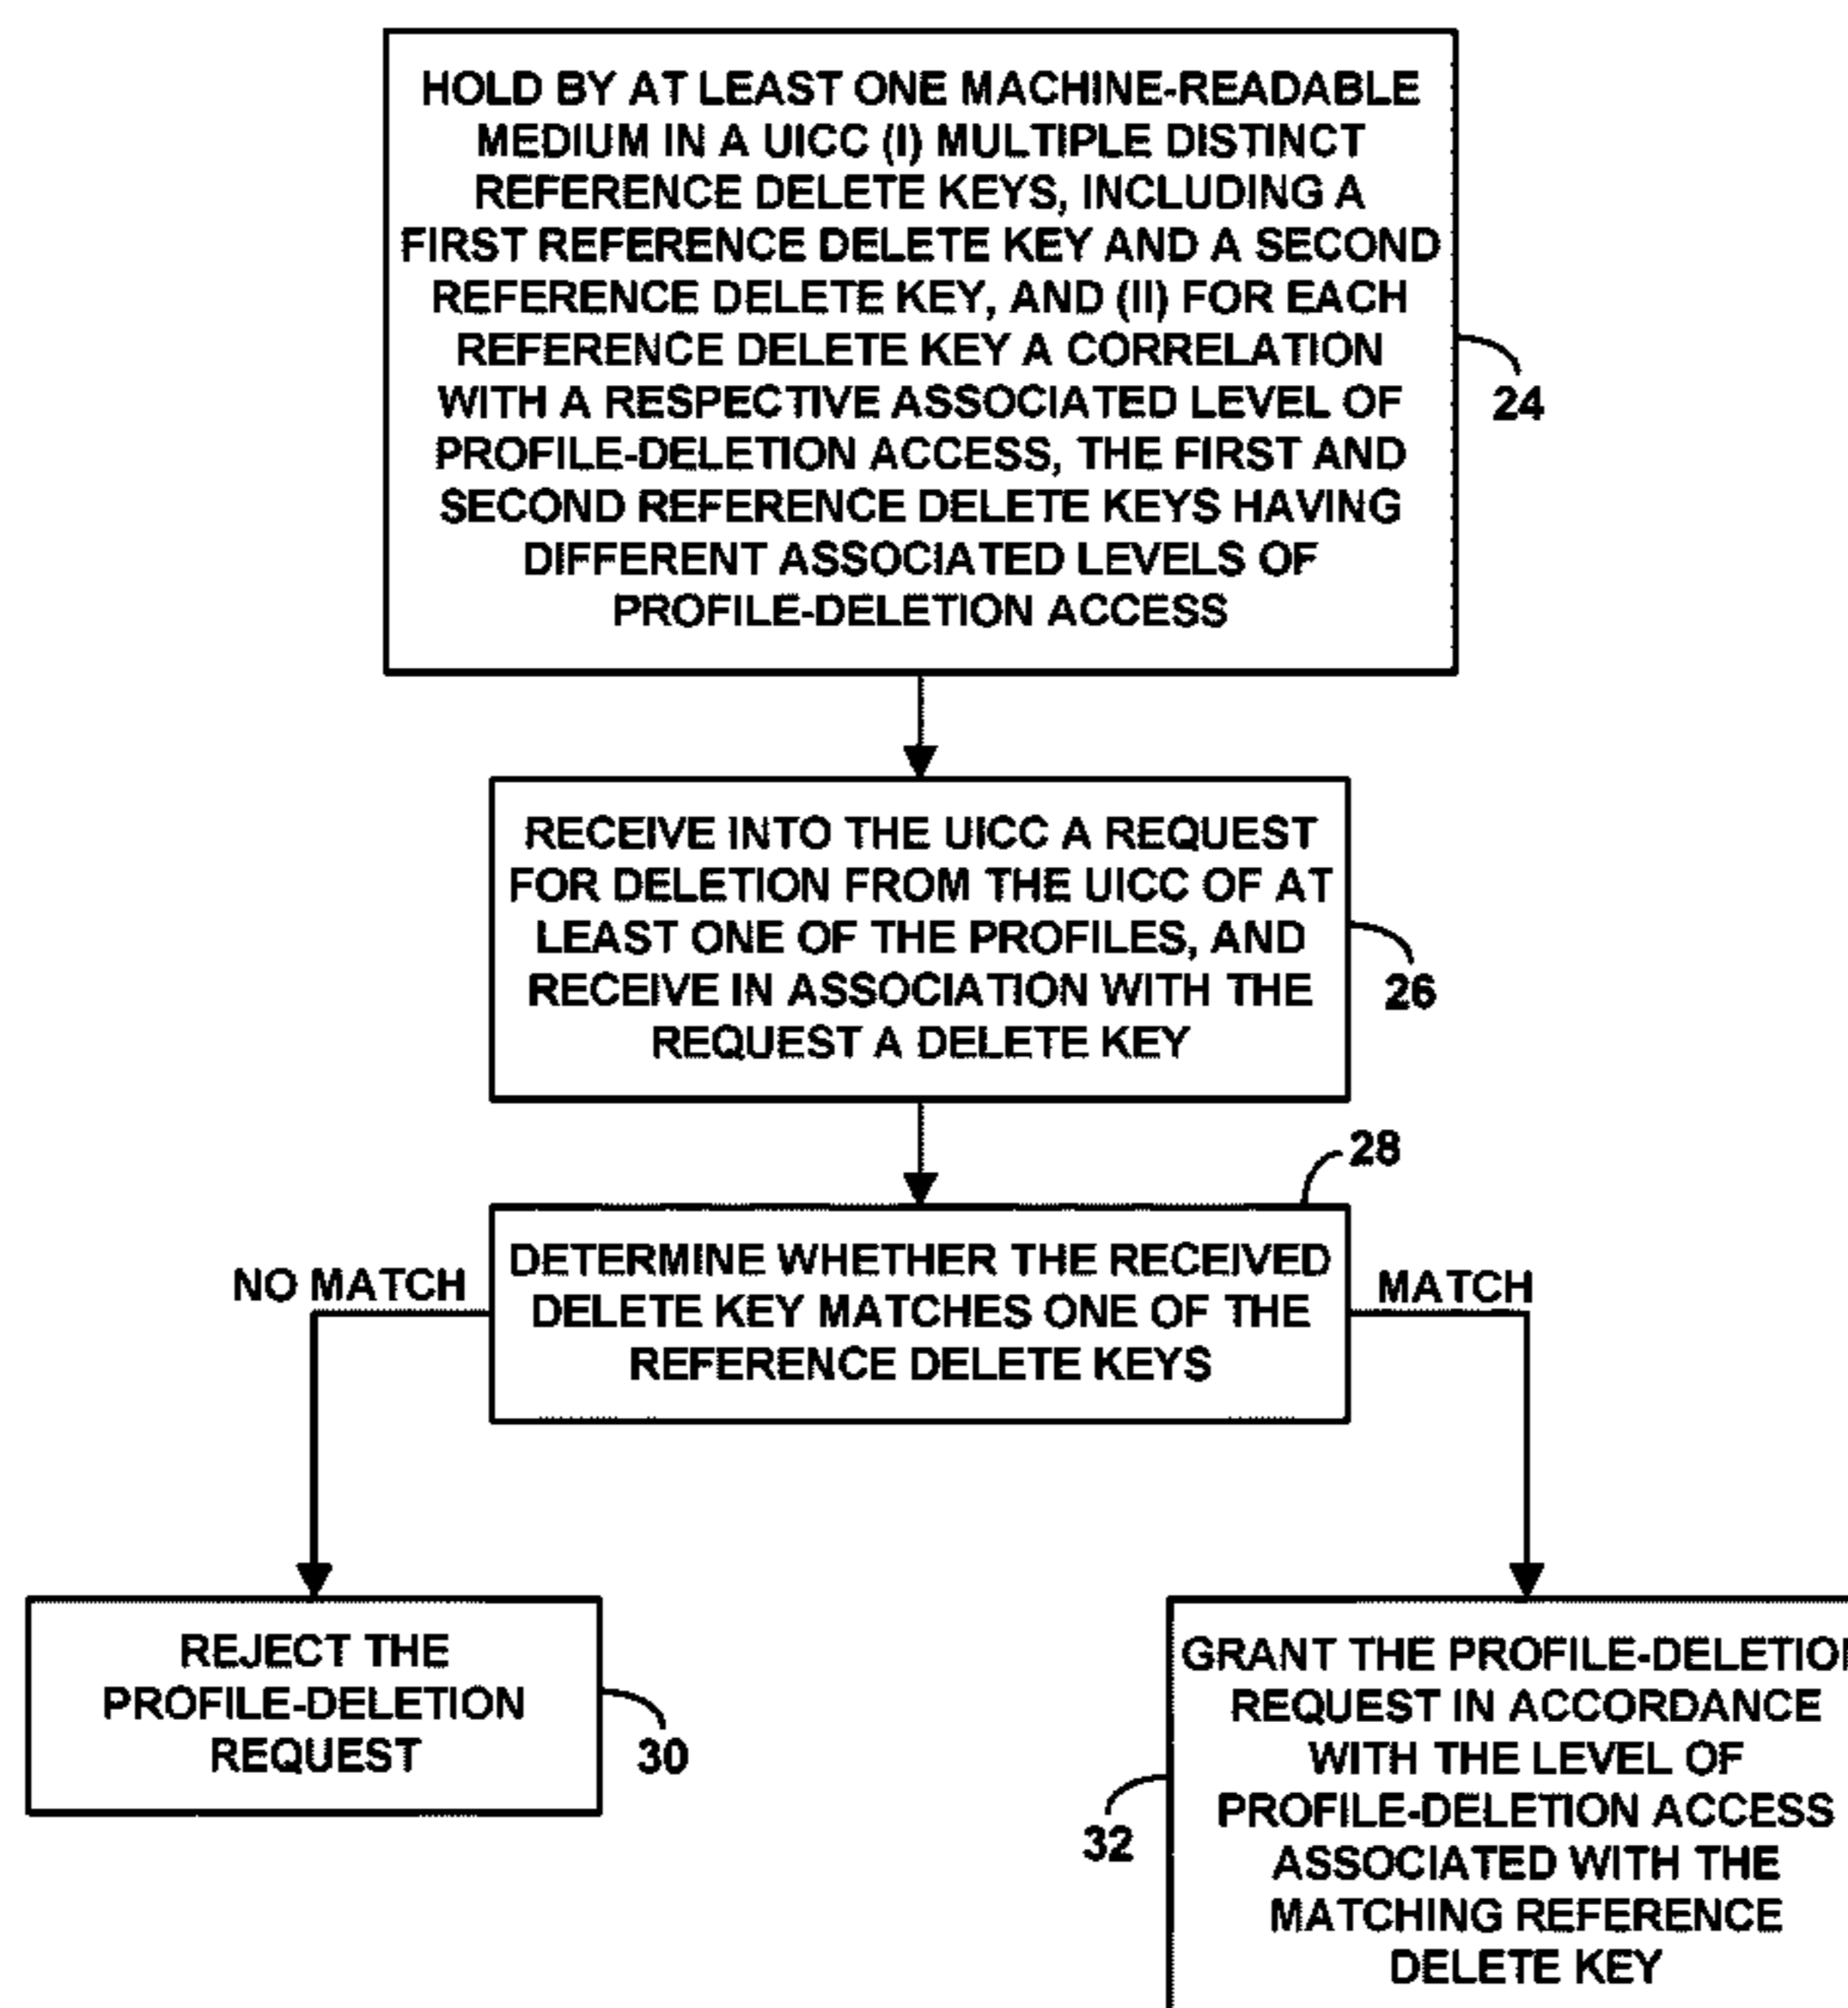 HOLD BY AT LEAST ONE MACHINE-READABLE
MEDIUM IN A UICC (I) MULTIPLE DISTINCT
REFERENCE DELETE KEYS, INCLUDING A
FIRST REFERENCE DELETE KEY AND A SECOND
REFERENCE DELETE KEY, AND (II) FOR EACH
REFERENCE DELETE KEY A CORRELATION
WITH A RESPECTIVE ASSOCIATED LEVEL OF
PROFILE-DELETION ACCESS, THE FIRST AND
SECOND REFERENCE DELETE KEYS HAVING
DIFFERENT ASSOCIATED LEVELS OF
PROFILE-DELETION ACCESS
24
RECEIVE INTO THE UICC A REQUEST
FOR DELETION FROM THE UICC OF AT
LEAST ONE OF THE PROFILES, AND
RECEIVE IN ASSOCIATION WITH THE
REQUEST A DELETE KEY
26
28
DETERMINE WHETHER THE RECEIVED
DELETE KEY MATCHES ONE OF THE
REFERENCE DELETE KEYS
NO MATCH
MATCH
REJECT THE
PROFILE-DELETION
REQUEST
30
GRANT THE PROFILE-DELETION
REQUEST IN ACCORDANCE
WITH THE LEVEL OF
PROFILE-DELETION ACCESS
ASSOCIATED WITH THE
MATCHING REFERENCE
DELETE KEY
32